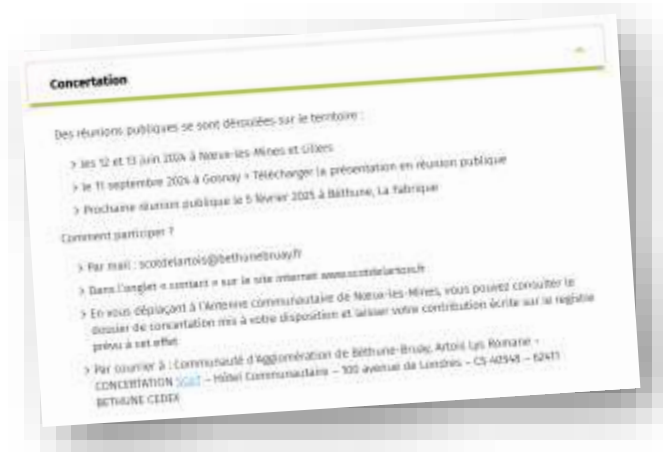 Concertation
Des réunions publiques se sont déroulées sur le territoire :
> les 12 et 13 juin 2024 à Nœux-les-Mines et Lillers
> le 11 septembre 2024 à Gosnay • Télécharger la présentation en réunion publique
> Prochaine réunion publique le 5 février 2025 à Béthune, La fabrique
Comment participer ?
> Par mail : scotdelartois@bethunebruay.fr
> Dans l'onglet « contact » sur le site internet www.scotdelartois.fr
> En vous déplaçant à l'Antenne communautaire de Nœux-les-Mines, vous pouvez consulter le
dossier de concertation mis à votre disposition et laisser votre contribution écrite sur le registre
prévu à cet effet
> Par courrier à : Communauté d'Agglomération de Béthune-Bruay, Artois Lys Romane -
CONCERTATION SCOT – Hôtel Communautaire – 100 avenue de Londres – CS 40548 – 62411
BETHUNE CEDEX